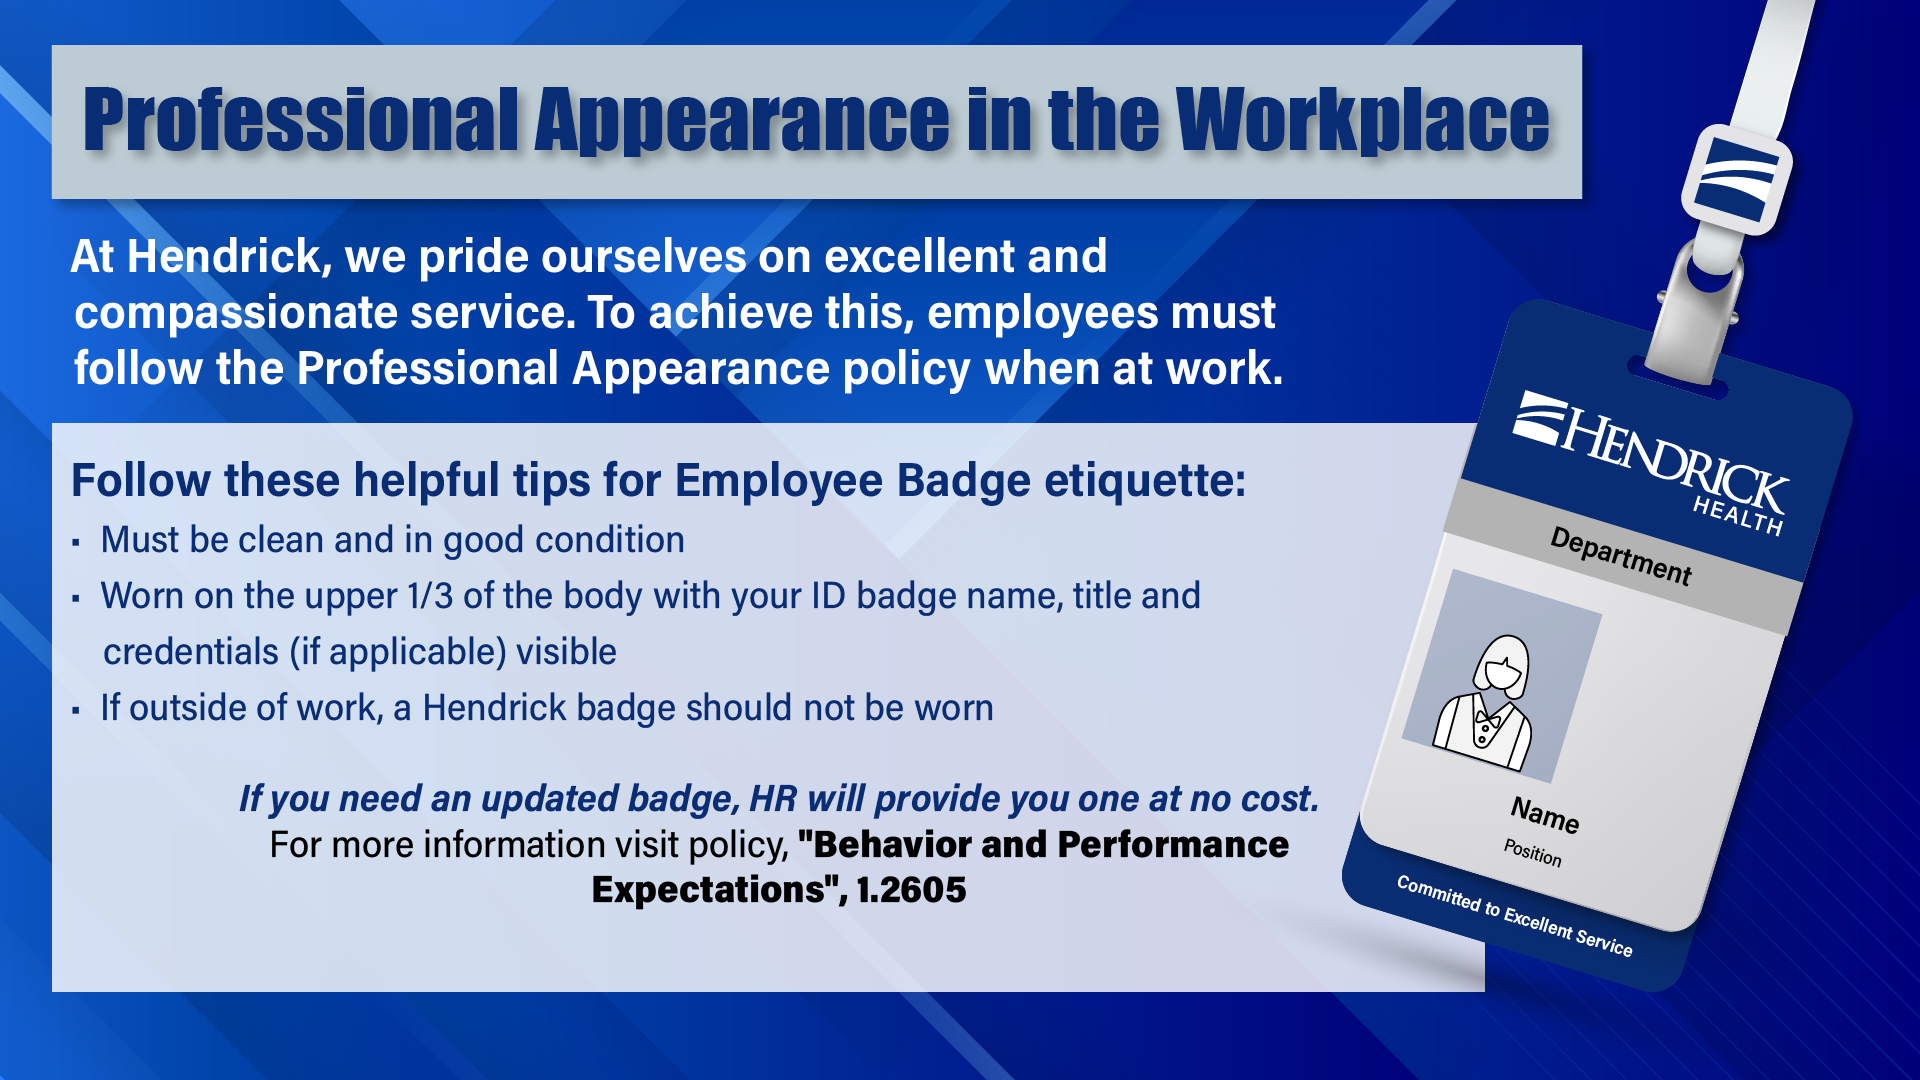 Professional Appearance in the Workplace
At Hendrick, we pride ourselves on excellent and
compassionate service. To achieve this, employees must
follow the Professional Appearance policy when at work.
Follow these helpful tips for Employee Badge etiquette:
· Must be clean and in good condition
· Worn on the upper 1/3 of the body with your ID badge name, title and
credentials (if applicable) visible
· If outside of work, a Hendrick badge should not be worn
If you need an updated badge, HR will provide you one at no cost.
For more information visit policy, "Behavior and Performance
Expectations", 1.2605
HENDRICK
HEALTH
Department
Name
Position
Committed to Excellent Service